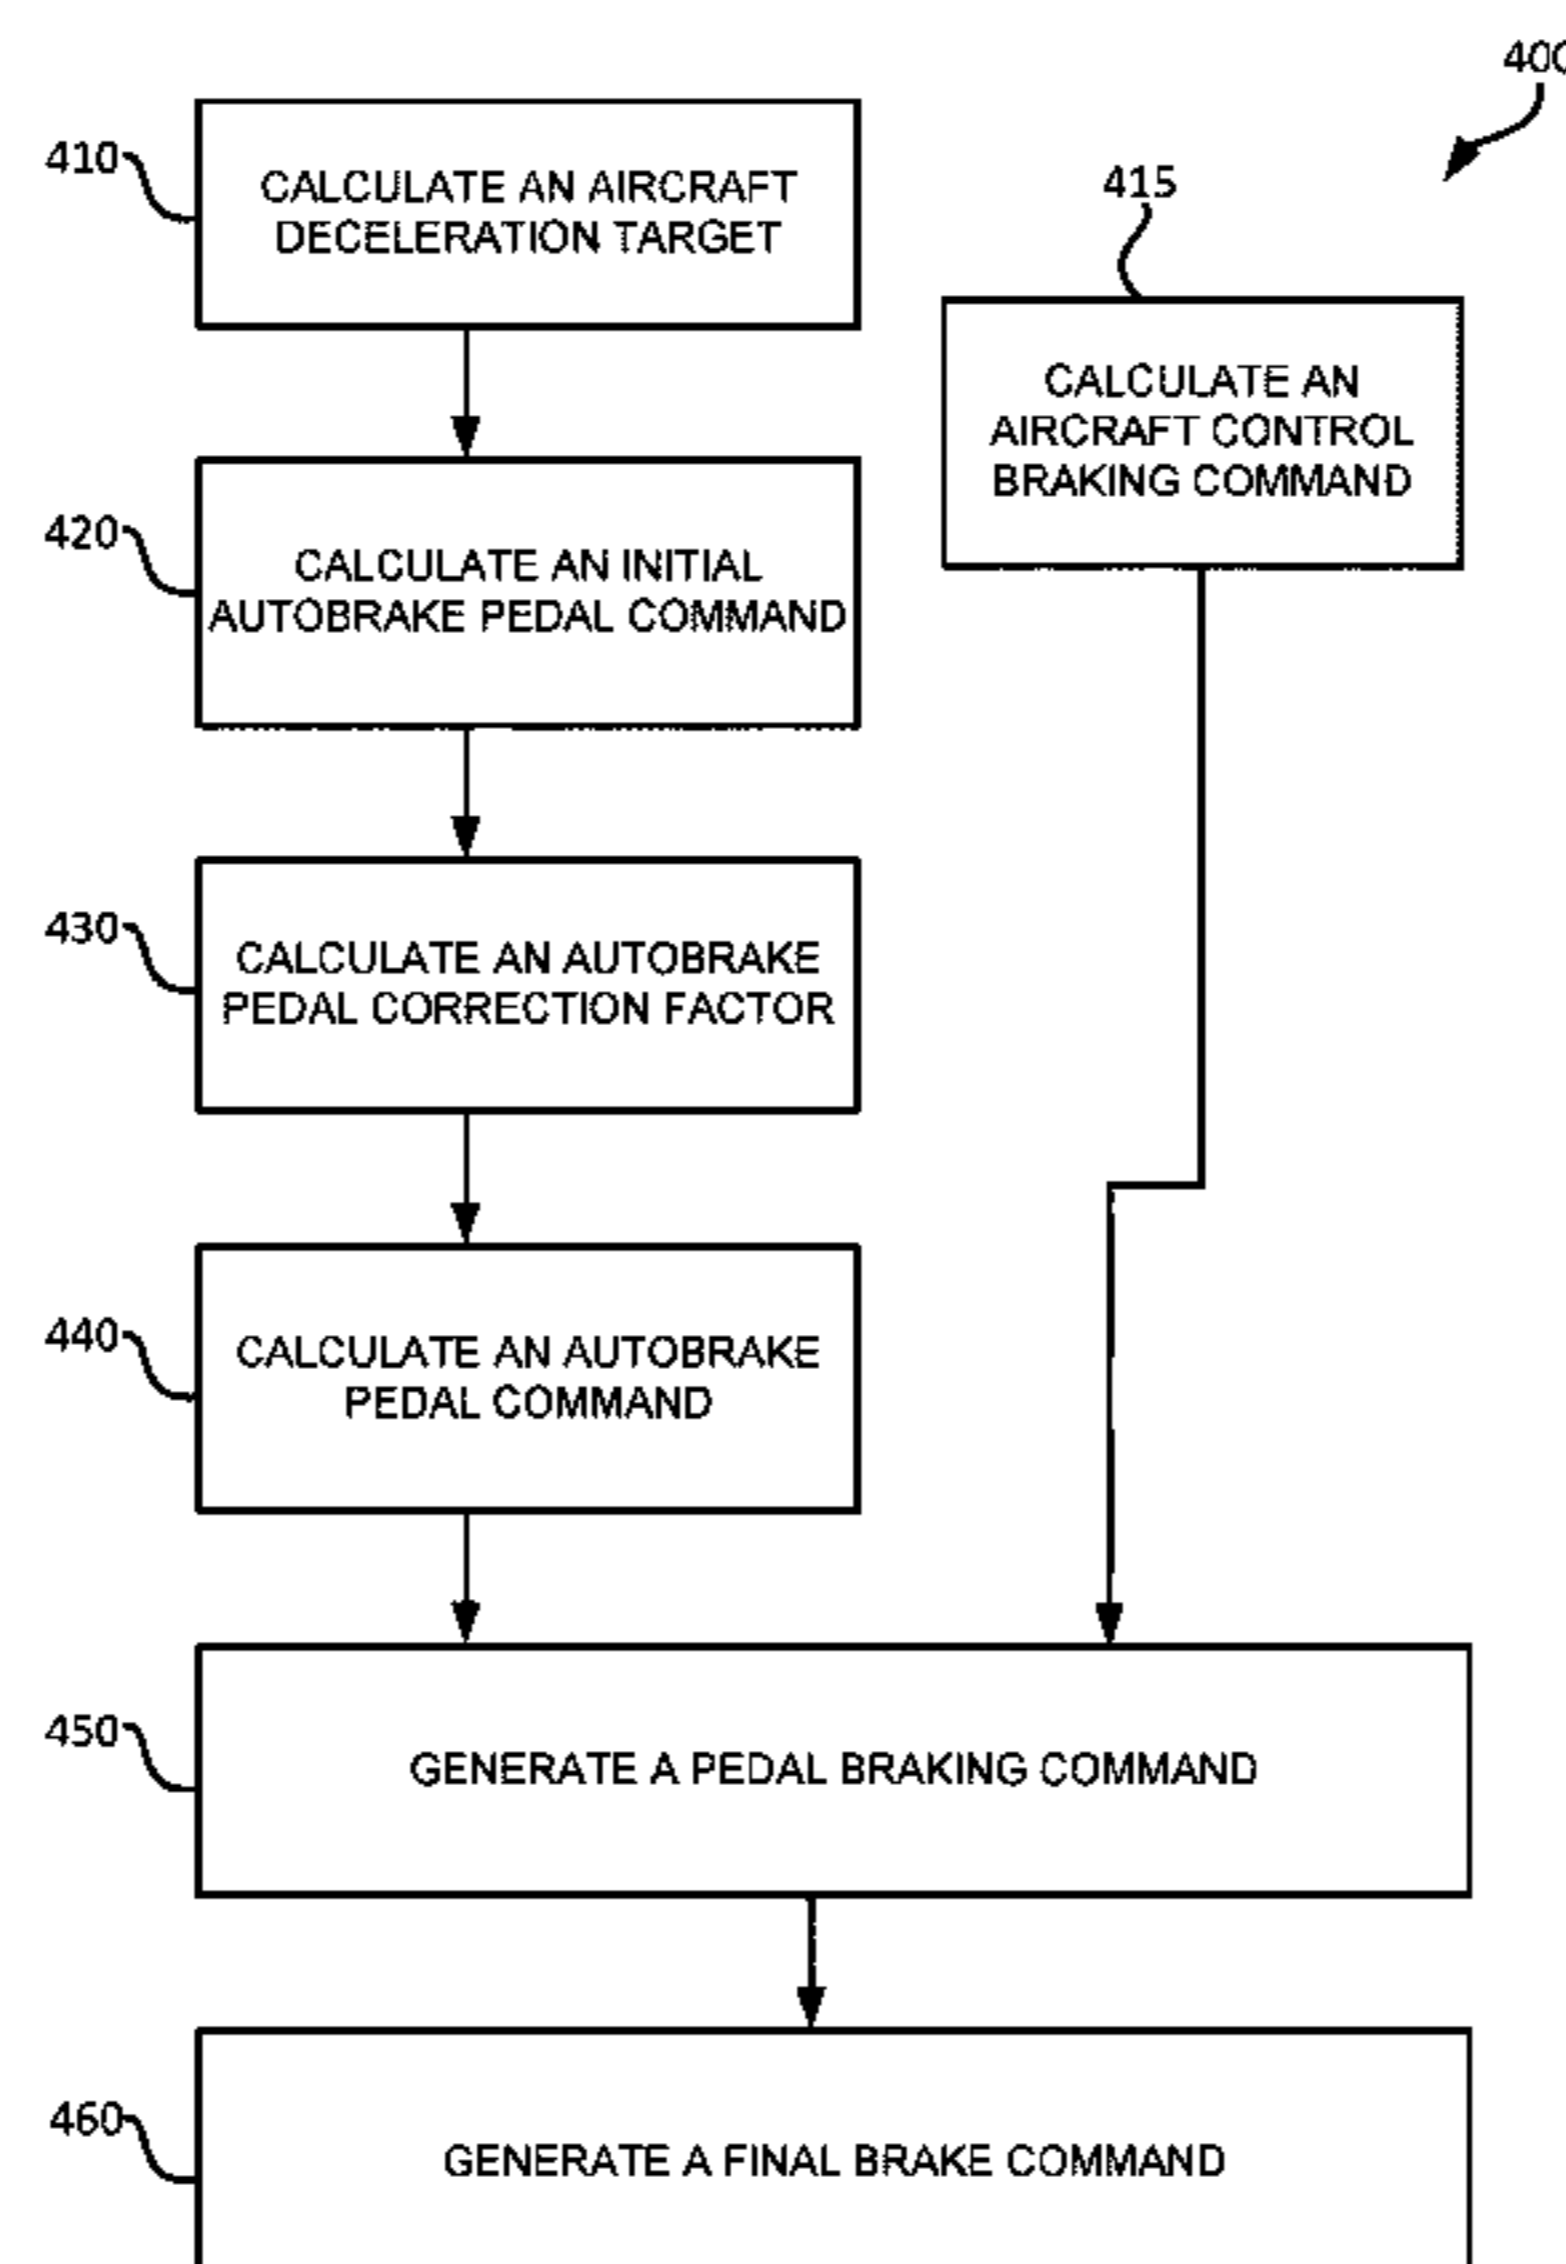 400
410
CALCULATE AN AIRCRAFT
DECELERATION TARGET
415
CALCULATE AN
AIRCRAFT CONTROL
BRAKING COMMAND
420
CALCULATE AN INITIAL
AUTOBRAKE PEDAL COMMAND
430
CALCULATE AN AUTOBRAKE
PEDAL CORRECTION FACTOR
440
CALCULATE AN AUTOBRAKE
PEDAL COMMAND
450
GENERATE A PEDAL BRAKING COMMAND
460
GENERATE A FINAL BRAKE COMMAND